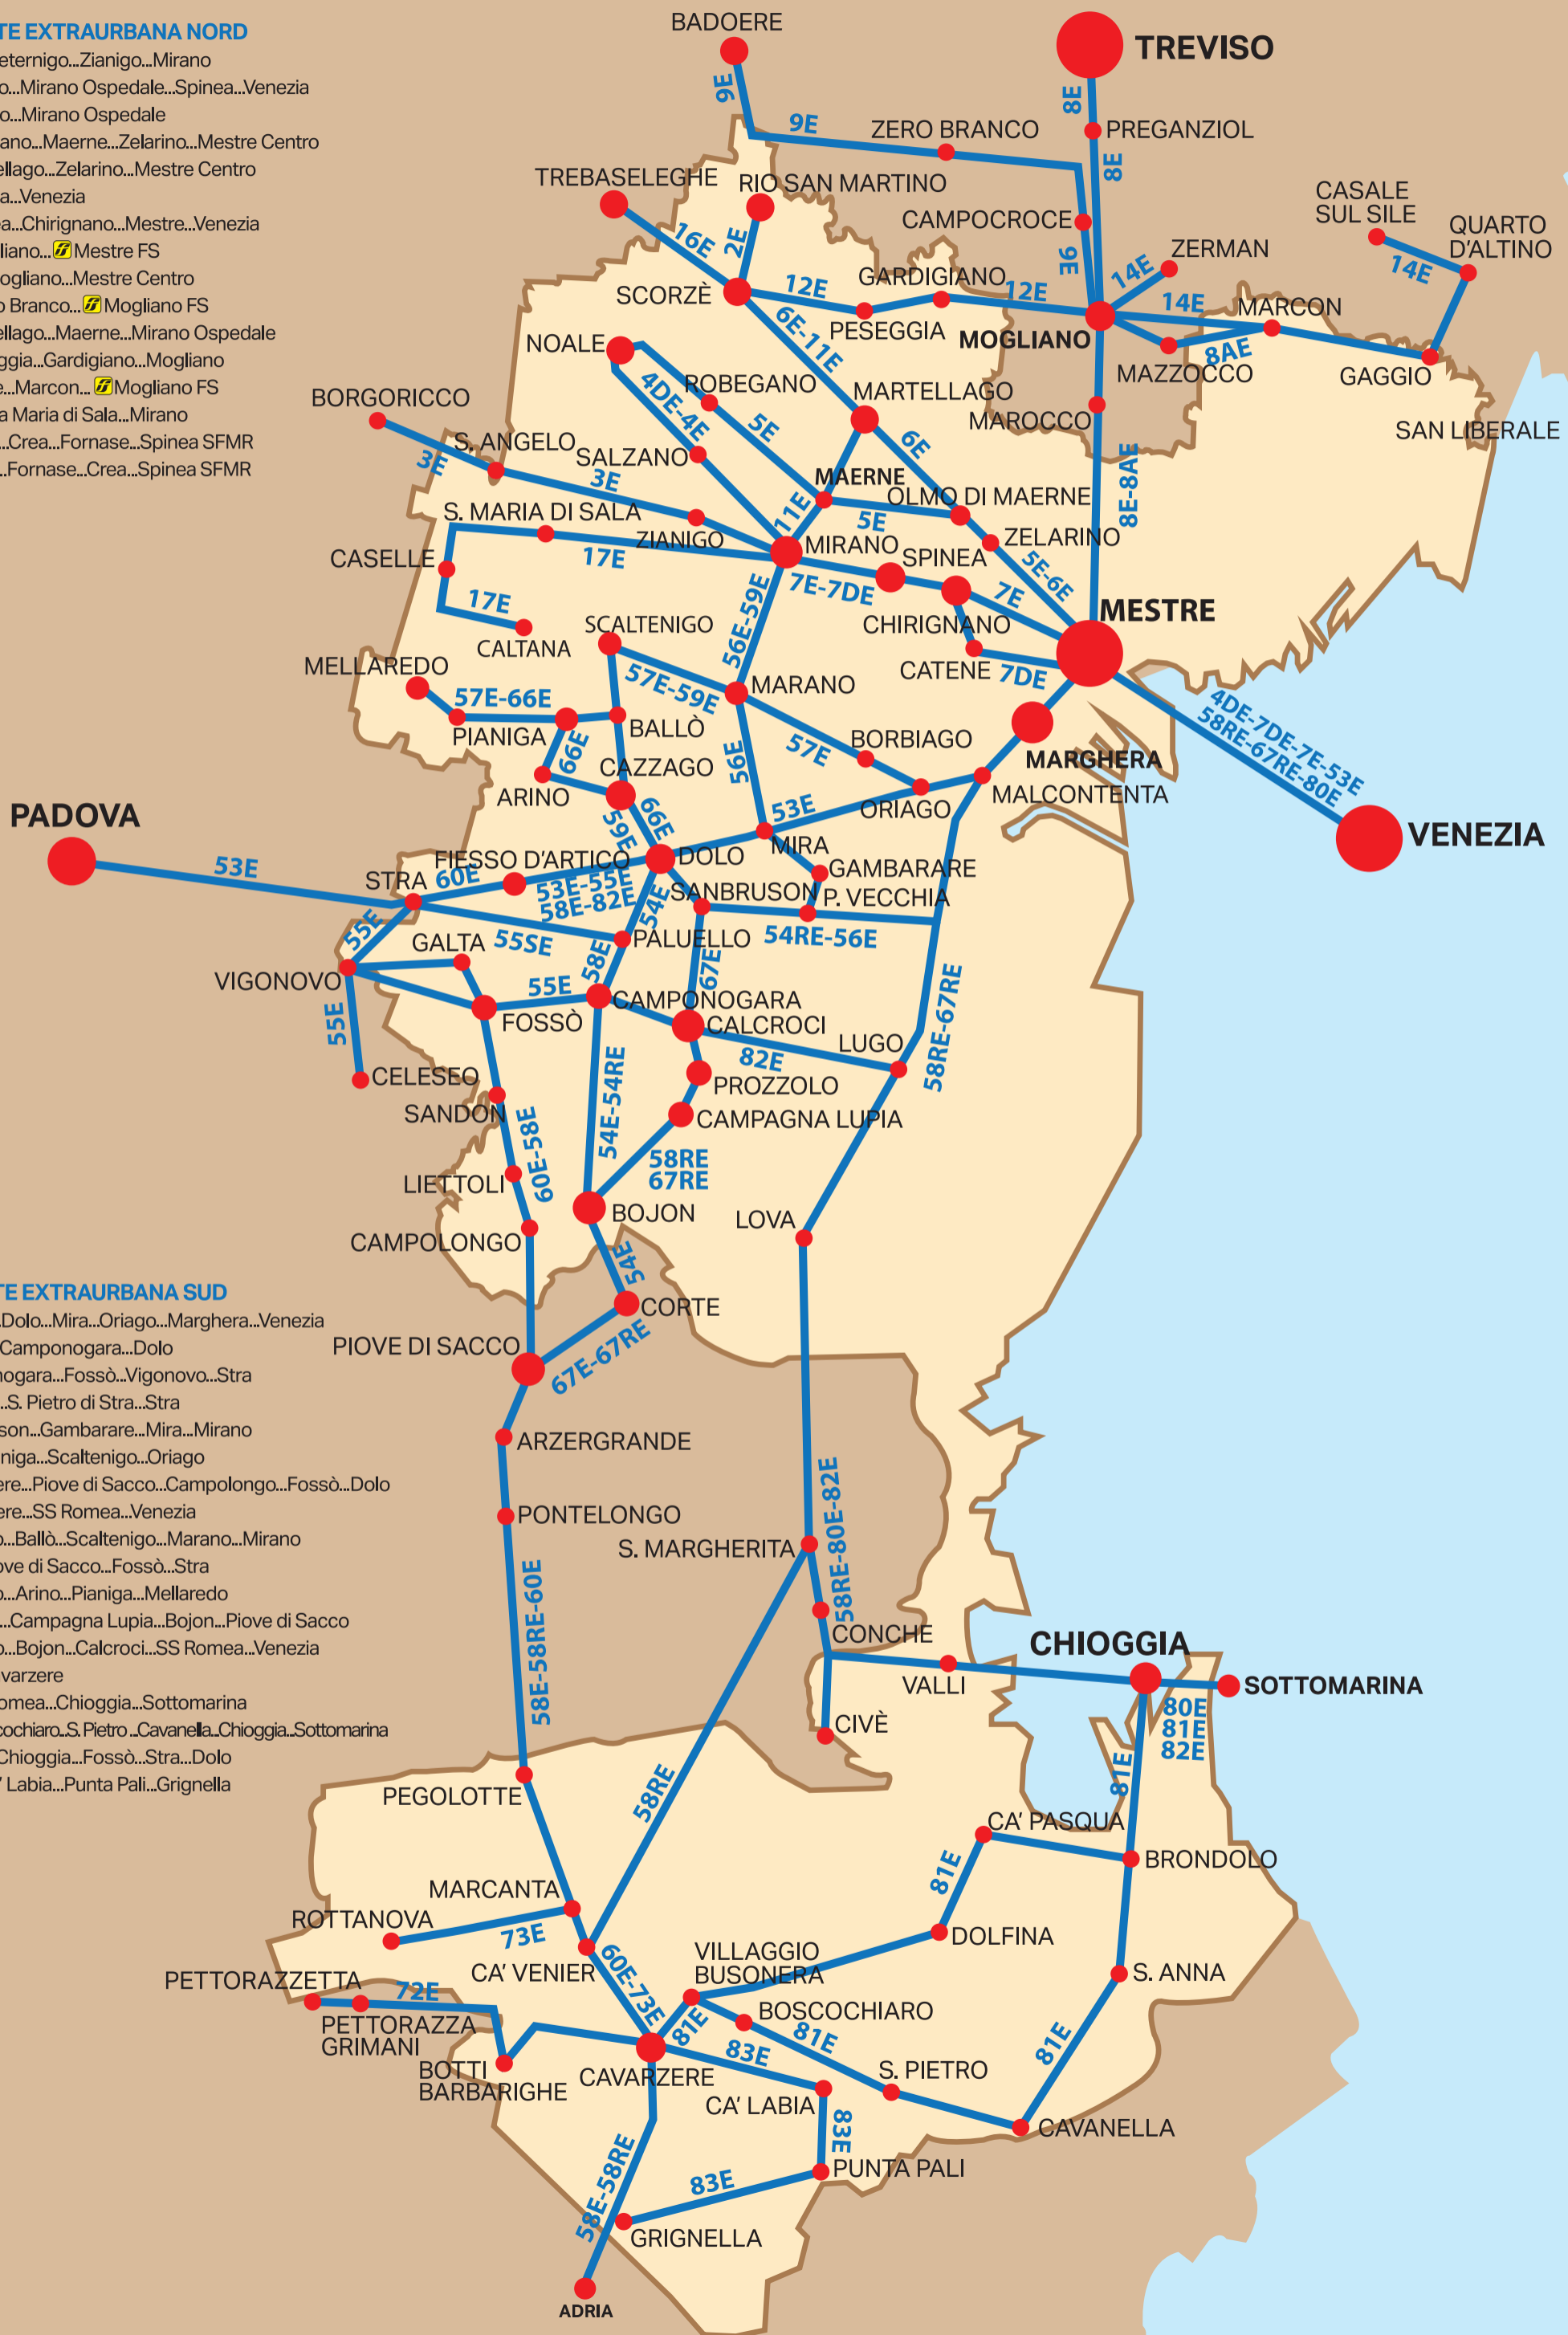 TE EXTRAURBANA NORD
eternigo...Zianigo...Mirano
o...Mirano Ospedale...Spinea...Venezia
o...Mirano Ospedale
ano...Maerne...Zelarino...Mestre Centro
ellago...Zelarino...Mestre Centro
a...Venezia
ea...Chirignano...Mestre...Venezia
liano... Mestre FS
ogliano...Mestre Centro
o Branco... Mogliano FS
ellago...Maerne...Mirano Ospedale
ggia...Gardigiano...Mogliano
e...Marcon... Mogliano FS
a Maria di Sala...Mirano
...Crea...Fornase...Spinea SFMR
...Fornase...Crea...Spinea SFMR
BADOERE
TREVISO
9E
8E
9E
ZERO BRANCO
PREGANZIOL
8E
TREBASELEGHE
RIO SAN MARTINO
CASALE
SUL SILE
CAMPOCROCE
QUARTO
D'ALTINO
16E
2E
9E
ZERMAN
14E
14E
SCORZÈ
12E
GARDIGIANO
12E
14E
MARCON
PESEGGIA
6E-11E
MOGLIANO
NOALE
8AE
MAZZOCCO
GAGGIO
4DE-4E
ROBEGANO
MARTELLAGO
BORGORICCO
MAROCCO
SAN LIBERALE
5E
6E
S. ANGELO
SALZANO
3E
3E
MAERNE
OLMO DI MAERNE
8E-8AE
11E
5E
S. MARIA DI SALA
ZIANIGO
MIRANO
SPINEA
ZELARINO
CASELLE
17E
7E-7DE
7E
5E-6E
17E
MESTRE
CALTANA
SCALTENIGO
56E-59E
CHIRIGNANO
CATENE
7DE
MELLAREDO
57E-59E
MARANO
57E-66E
4DE-7DE-7E-53E
58RE-67RE-80E
PIANIGA
BALLÒ
66E
BORBIAGO
57E
56E
MARGHERA
CAZZAGO
ARINO
MALCONTENTA
ORIAGO
PADOVA
59E
66E
53E
VENEZIA
MIRA
53E
FIESSO D'ARTICO
DOLO
GAMBARARE
STRA
60E
53E-55E
58E-82E
54E
SANBRUSON
P. VECCHIA
55E
GALTA
55SE
PALUELLO
54RE-56E
VIGONOVO
58E
67E
55E
CAMPONOGARA
FOSSÒ
CALCROCI
55E
LUGO
58RE-67RE
82E
CELESEO
PROZZOLO
SANDON
54E-54RE
CAMPAGNA LUPIA
60E-58E
58RE
67RE
LIETTOLI
BOJON
LOVA
CAMPOLONGO
54E
TE EXTRAURBANA SUD
CORTE
.Dolo...Mira...Oriago...Marghera...Venezia
Camponogara...Dolo
PIOVE DI SACCO
67E-67RE
nogara...Fossò...Vigonovo...Stra
...S. Pietro di Stra...Stra
son...Gambarare...Mira...Mirano
niga...Scaltenigo...Oriago
ere...Piove di Sacco...Campolongo...Fossò...Dolo
ere...SS Romea...Venezia
o...Ballò...Scaltenigo...Marano...Mirano
ove di Sacco...Fossò...Stra
o...Arino...Pianiga...Mellaredo
...Campagna Lupia...Bojon...Piove di Sacco
o...Bojon...Calcroci...SS Romea...Venezia
avarzere
omea...Chioggia...Sottomarina
cochiaro...S. Pietro ...Cavanella...Chioggia...Sottomarina
Chioggia...Fossò...Stra...Dolo
' Labia...Punta Pali...Grignella
ARZERGRANDE
PONTELONGO
S. MARGHERITA
58RE-80E-82E
58E-58RE-60E
CONCHE
CHIOGGIA
VALLI
SOTTOMARINA
CIVÈ
80E
81E
82E
81E
PEGOLOTTE
58RE
CA' PASQUA
BRONDOLO
MARCANTA
81E
ROTTANOVA
73E
DOLFINA
CA' VENIER
VILLAGGIO
BUSONERA
S. ANNA
PETTORAZZETTA
72E
60E-73E
BOSCOCHIARO
PETTORAZZA
GRIMANI
81E
81E
83E
81E
BOTTI
BARBARIGHE
CAVARZERE
S. PIETRO
CA' LABIA
CAVANELLA
83E
58E-58RE
83E
PUNTA PALI
GRIGNELLA
ADRIA